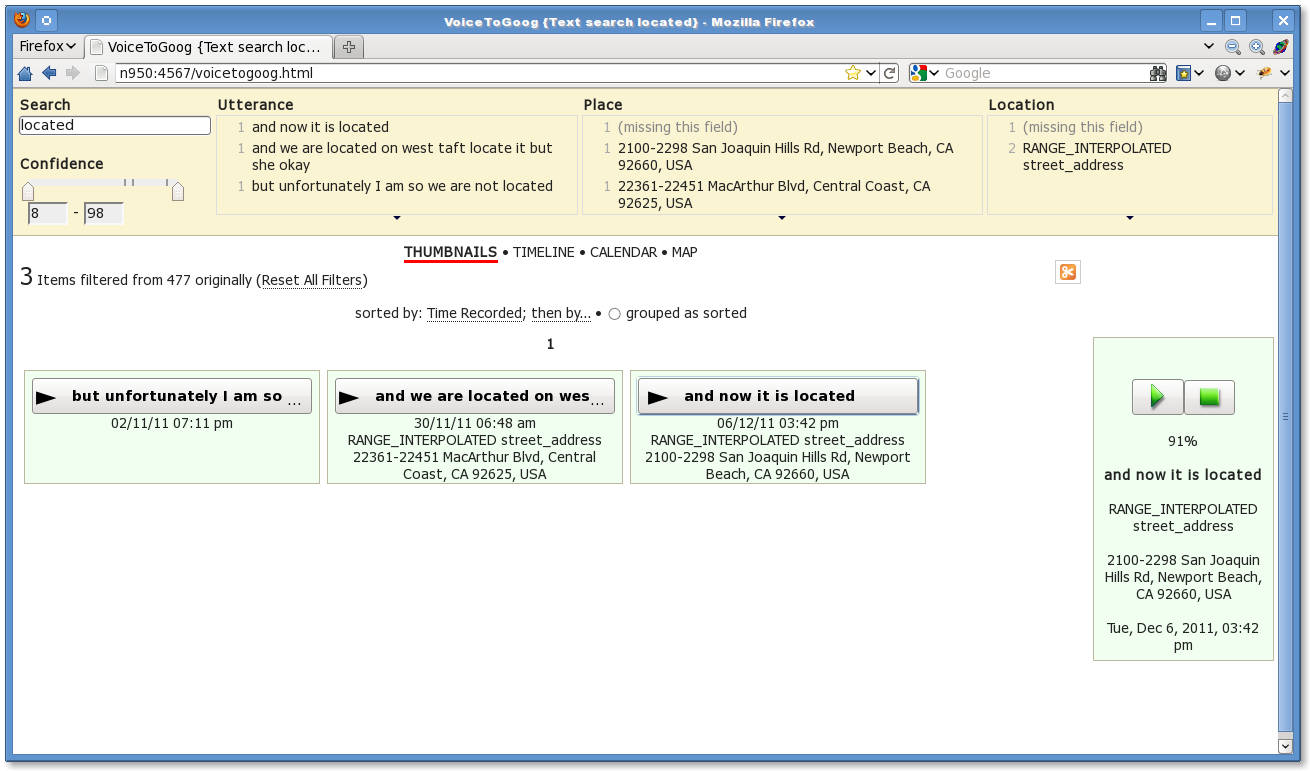 VoiceToGoog {Text search located} - Mozilla Firefox
Firefox
VoiceToGoog {Text search loc...
n950:4567/voicetogoog.html
Google
Search
located
Confidence
8 - 98
Utterance
1 and now it is located
1 and we are located on west taft locate it but
she okay
1 but unfortunately I am so we are not located
Place
1 (missing this field)
1 2100-2298 San Joaquin Hills Rd, Newport Beach, CA
92660, USA
1 22361-22451 MacArthur Blvd, Central Coast, CA
92625, USA
Location
1 (missing this field)
2 RANGE_INTERPOLATED
street_address
THUMBNAILS • TIMELINE • CALENDAR • MAP
3 Items filtered from 477 originally (Reset All Filters)
sorted by: Time Recorded; then by... • grouped as sorted
1
but unfortunately I am so ...
02/11/11 07:11 pm
and we are located on wes...
30/11/11 06:48 am
RANGE_INTERPOLATED street_address
22361-22451 MacArthur Blvd, Central
Coast, CA 92625, USA
and now it is located
06/12/11 03:42 pm
RANGE_INTERPOLATED street_address
2100-2298 San Joaquin Hills Rd, Newport
Beach, CA 92660, USA
91%
and now it is located
RANGE_INTERPOLATED
street_address
2100-2298 San Joaquin
Hills Rd, Newport Beach,
CA 92660, USA
Tue, Dec 6, 2011, 03:42
pm